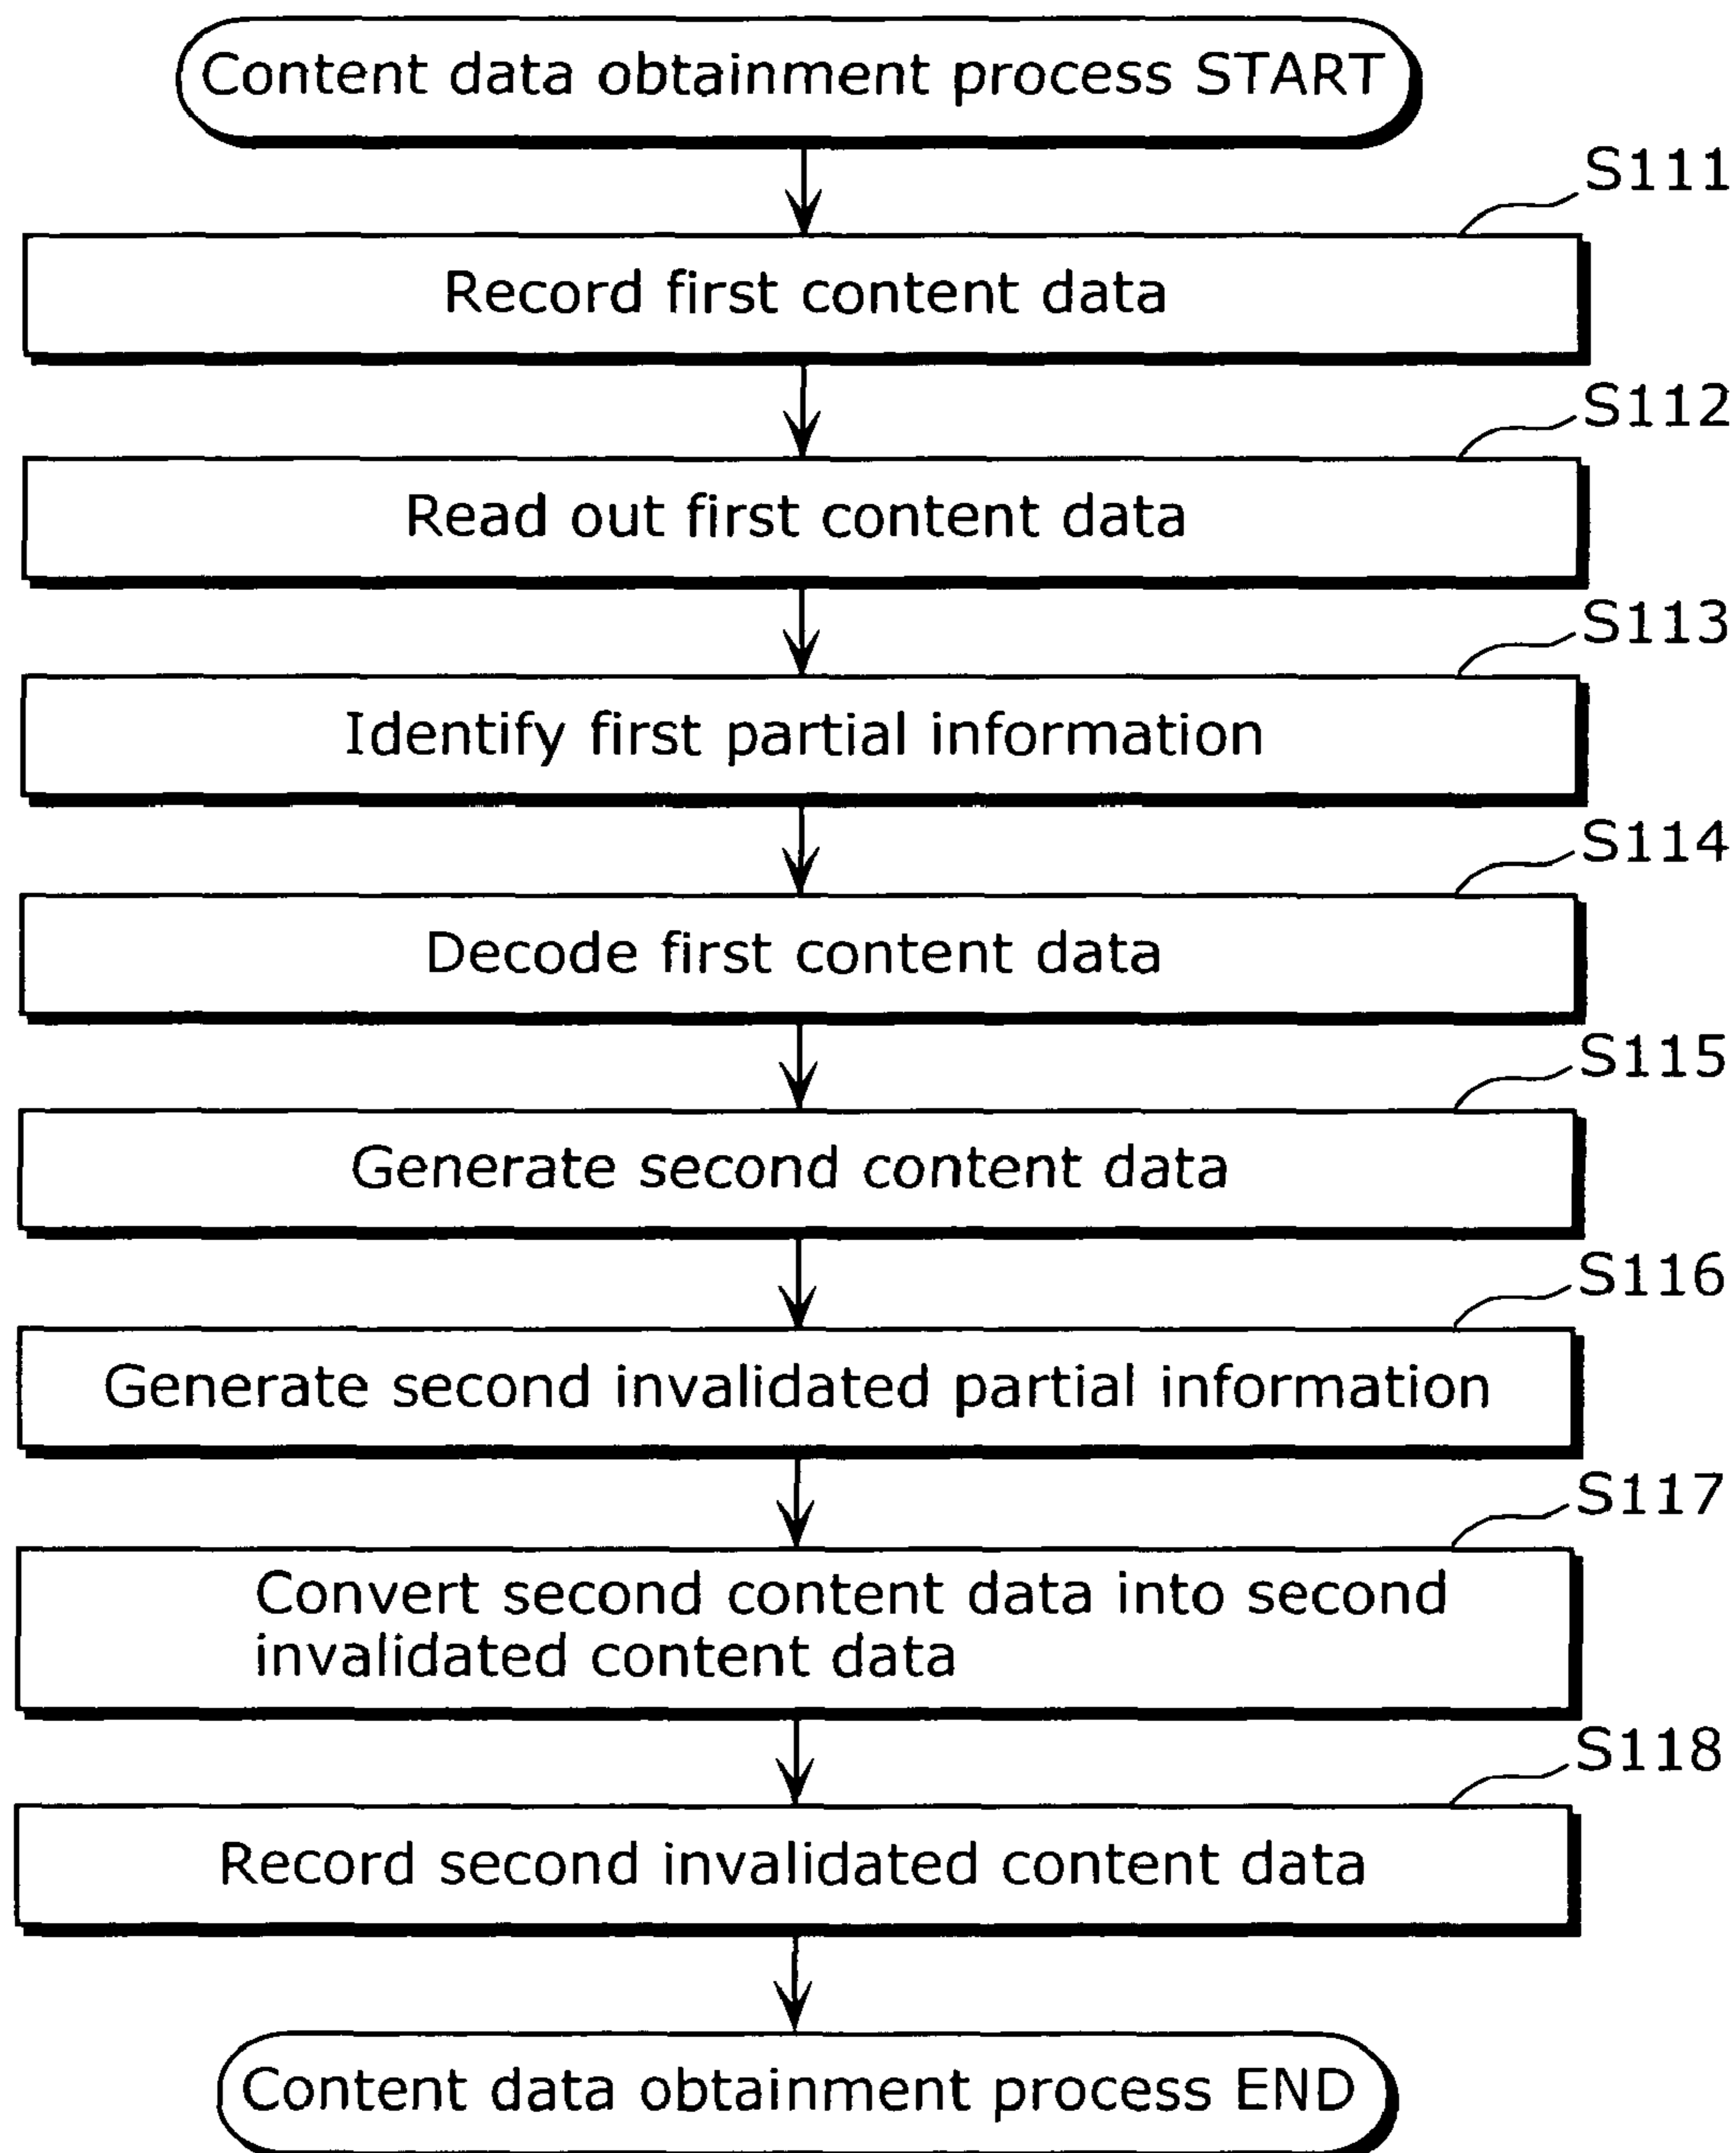 Content data obtainment process START
S111
Record first content data
S112
Read out first content data
S113
Identify first partial information
S114
Decode first content data
S115
Generate second content data
S116
Generate second invalidated partial information
S117
Convert second content data into second
invalidated content data
S118
Record second invalidated content data
Content data obtainment process END